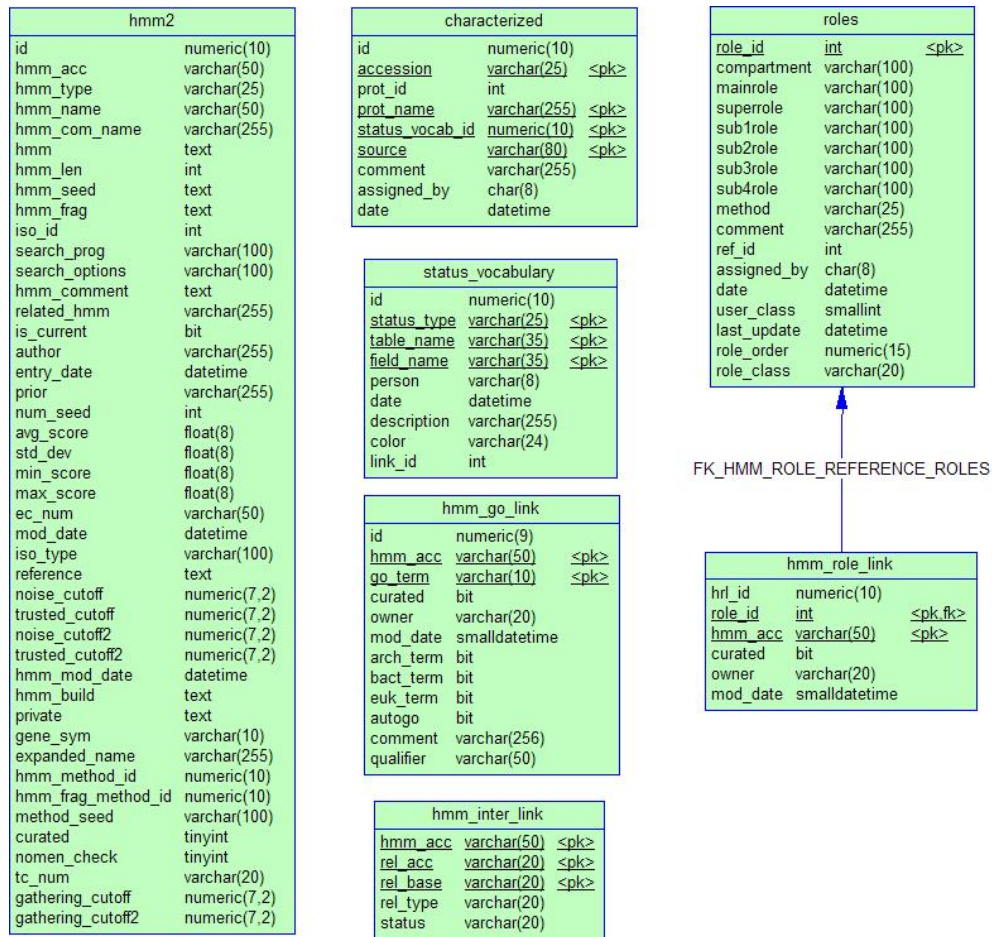 hmm2
id numeric(10)
hmm_acc varchar(50)
hmm_type varchar(25)
hmm_name varchar(50)
hmm_com_name varchar(255)
hmm text
hmm_len int
hmm_seed text
hmm_frag text
iso_id int
search_prog varchar(100)
search_options varchar(100)
hmm_comment text
related_hmm varchar(255)
is_current bit
author varchar(255)
entry_date datetime
prior varchar(255)
num_seed int
avg_score float(8)
std_dev float(8)
min_score float(8)
max_score float(8)
ec_num varchar(50)
mod_date datetime
iso_type varchar(100)
reference text
noise_cutoff numeric(7,2)
trusted_cutoff numeric(7,2)
noise_cutoff2 numeric(7,2)
trusted_cutoff2 numeric(7,2)
hmm_mod_date datetime
hmm_build text
private text
gene_sym varchar(10)
expanded_name varchar(255)
hmm_method_id numeric(10)
hmm_frag_method_id numeric(10)
method_seed varchar(100)
curated tinyint
nomen_check tinyint
tc_num varchar(20)
gathering_cutoff numeric(7,2)
gathering_cutoff2 numeric(7,2)
characterized
id numeric(10)
accession varchar(25) <pk>
prot_id int
prot_name varchar(255) <pk>
status_vocab_id numeric(10) <pk>
source varchar(80) <pk>
comment varchar(255)
assigned_by char(8)
date datetime
status_vocabulary
id numeric(10)
status_type varchar(25) <pk>
table_name varchar(35) <pk>
field_name varchar(35) <pk>
person varchar(8)
date datetime
description varchar(255)
color varchar(24)
link_id int
hmm_go_link
id numeric(9)
hmm_acc varchar(50) <pk>
go_term varchar(10) <pk>
curated bit
owner varchar(20)
mod_date smalldatetime
arch_term bit
bact_term bit
euk_term bit
autogo bit
comment varchar(256)
qualifier varchar(50)
hmm_inter_link
hmm_acc varchar(50) <pk>
rel_acc varchar(20) <pk>
rel_base varchar(20) <pk>
rel_type varchar(20)
status varchar(20)
roles
role_id int <pk>
compartment varchar(100)
mainrole varchar(100)
superrole varchar(100)
sub1role varchar(100)
sub2role varchar(100)
sub3role varchar(100)
sub4role varchar(100)
method varchar(25)
comment varchar(255)
ref_id int
assigned_by char(8)
date datetime
user_class smallint
last_update datetime
role_order numeric(15)
role_class varchar(20)
FK_HMM_ROLE_REFERENCE_ROLES
hmm_role_link
hrl_id numeric(10)
role_id int <pk,fk>
hmm_acc varchar(50) <pk>
curated bit
owner varchar(20)
mod_date smalldatetime